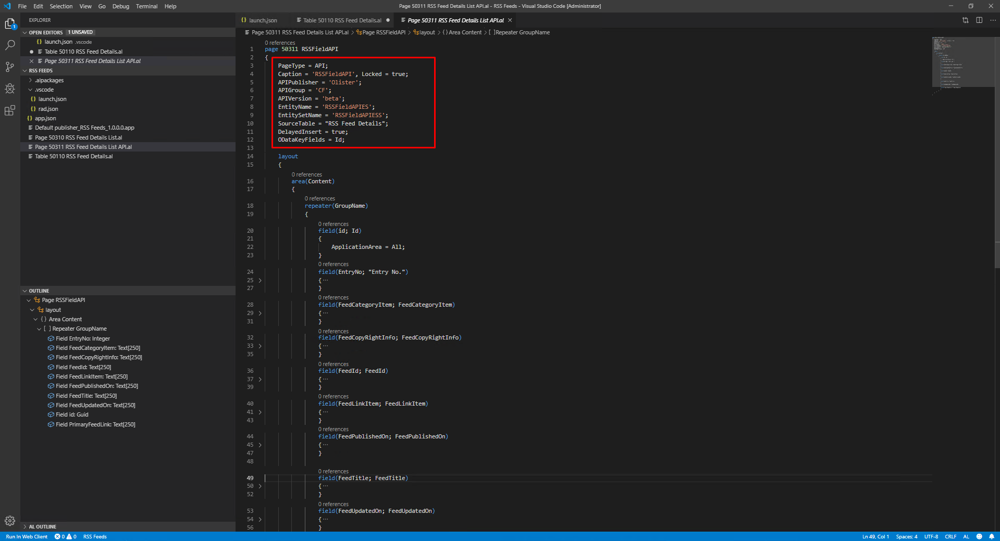 File Edit Selection View Go Debug Terminal Help
Page 50311 RSS Feed Details List API.al - RSS Feeds - Visual Studio Code [Administrator]
EXPLORER
OPEN EDITORS 1 UNSAVED
launch.json .vscode
Table 50110 RSS Feed Details.al
Page 50311 RSS Feed Details List API.al
RSS FEEDS
.alpackages
.vscode
launch.json
rad.json
app.json
Default publisher_RSS Feeds_1.0.0.0.app
Page 50310 RSS Feed Details List.al
Page 50311 RSS Feed Details List API.al
Table 50110 RSS Feed Details.al
OUTLINE
Page RSSFieldAPI
layout
{} Area Content
[ ] Repeater GroupName
Field EntryNo: Integer
Field FeedCategoryItem: Text[250]
Field FeedCopyRightInfo: Text[250]
Field FeedId: Text[250]
Field FeedLinkItem: Text[250]
Field FeedPublishedOn: Text[250]
Field FeedTitle: Text[250]
Field FeedUpdatedOn: Text[250]
Field id: Guid
Field PrimaryFeedLink: Text[250]
AL OUTLINE
launch.json
Table 50110 RSS Feed Details.al
Page 50311 RSS Feed Details List API.al
Page 50311 RSS Feed Details List API.al > Page RSSFieldAPI > layout > {} Area Content > [ ] Repeater GroupName
0 references
1 page 50311 RSSFieldAPI
2 {
3 PageType = API;
4 Caption = 'RSSFieldAPI', Locked = true;
5 APIPublisher = 'Olister';
6 APIGroup = 'CF';
7 APIVersion = 'beta';
8 EntityName = 'RSSFieldAPIES';
9 EntitySetName = 'RSSFieldAPIESS';
10 SourceTable = "RSS Feed Details";
11 DelayedInsert = true;
12 ODataKeyFields = Id;
13
14 layout
15 {
0 references
16 area(Content)
17 {
0 references
18 repeater(GroupName)
19 {
0 references
20 field(id; Id)
21 {
22 ApplicationArea = All;
23 }
0 references
24 field(EntryNo; "Entry No.")
25 {···
27 }
0 references
28 field(FeedCategoryItem; FeedCategoryItem)
29 {···
31 }
0 references
32 field(FeedCopyRightInfo; FeedCopyRightInfo)
33 {···
35 }
0 references
36 field(FeedId; FeedId)
37 {···
39 }
0 references
40 field(FeedLinkItem; FeedLinkItem)
41 {···
43 }
0 references
44 field(FeedPublishedOn; FeedPublishedOn)
45 {···
47 }
48
0 references
49 field(FeedTitle; FeedTitle)
50 {···
52 }
0 references
53 field(FeedUpdatedOn; FeedUpdatedOn)
54 {···
56 }
Run In Web Client 0 0 RSS Feeds
Ln 49, Col 1 Spaces: 4 UTF-8 CRLF AL